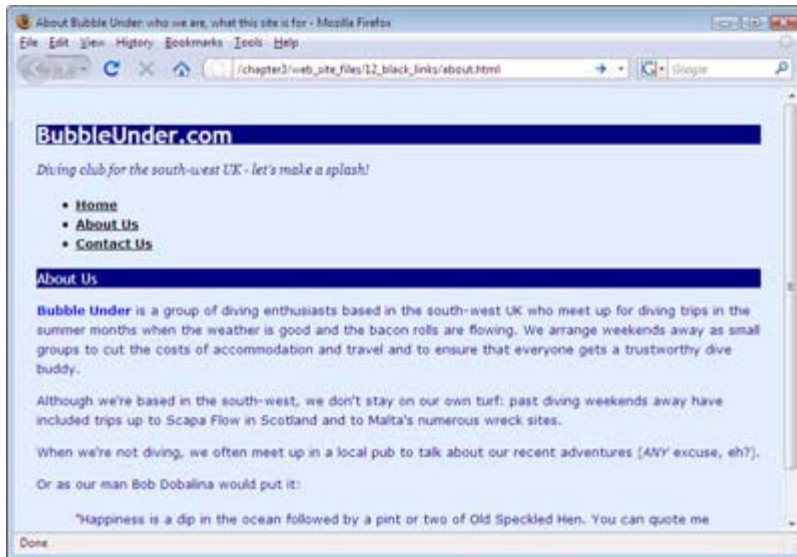 About Bubble Under: who we are, what this site is for - Mozilla Firefox
File Edit View History Bookmarks Tools Help
/chapter3/web_site_files/12_black_links/about.html Google
BubbleUnder.com
Diving club for the south-west UK - let's make a splash!
• Home
• About Us
• Contact Us
About Us
Bubble Under is a group of diving enthusiasts based in the south-west UK who meet up for diving trips in the
summer months when the weather is good and the bacon rolls are flowing. We arrange weekends away as small
groups to cut the costs of accommodation and travel and to ensure that everyone gets a trustworthy dive
buddy.
Although we're based in the south-west, we don't stay on our own turf: past diving weekends away have
included trips up to Scapa Flow in Scotland and to Malta's numerous wreck sites.
When we're not diving, we often meet up in a local pub to talk about our recent adventures (ANY excuse, eh?).
Or as our man Bob Dobalina would put it:
"Happiness is a dip in the ocean followed by a pint or two of Old Speckled Hen. You can quote me
Done